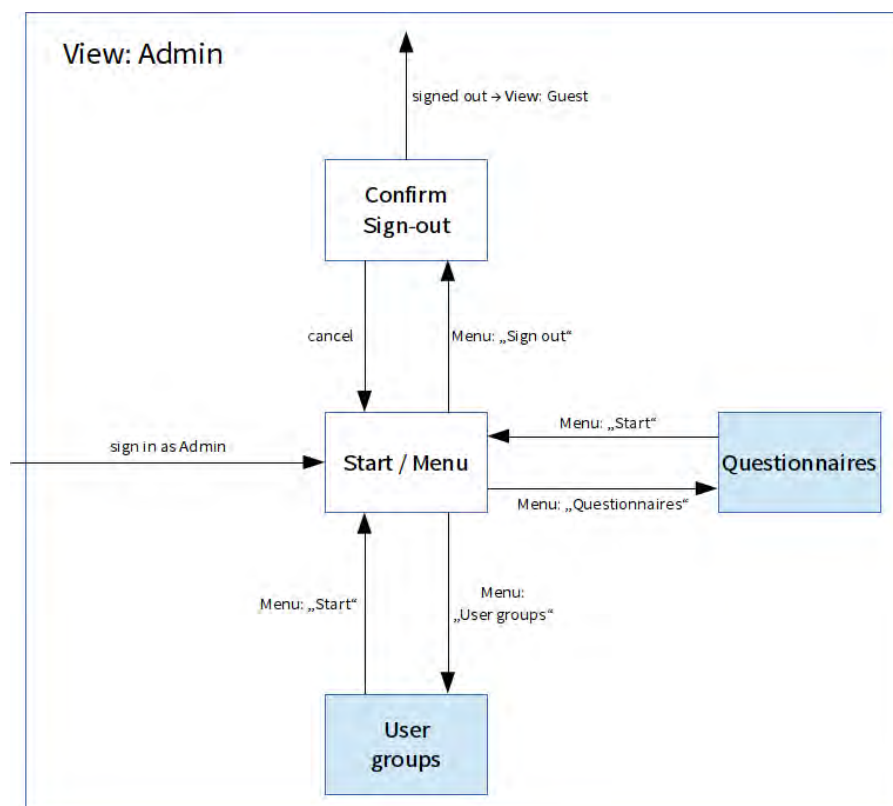 View: Admin
signed out → View: Guest
Confirm
Sign-out
cancel
Menu: „Sign out“
sign in as Admin
Start / Menu
Menu: „Start“
Menu: „Questionnaires“
Questionnaires
Menu: „Start“
Menu:
„User groups“
User
groups